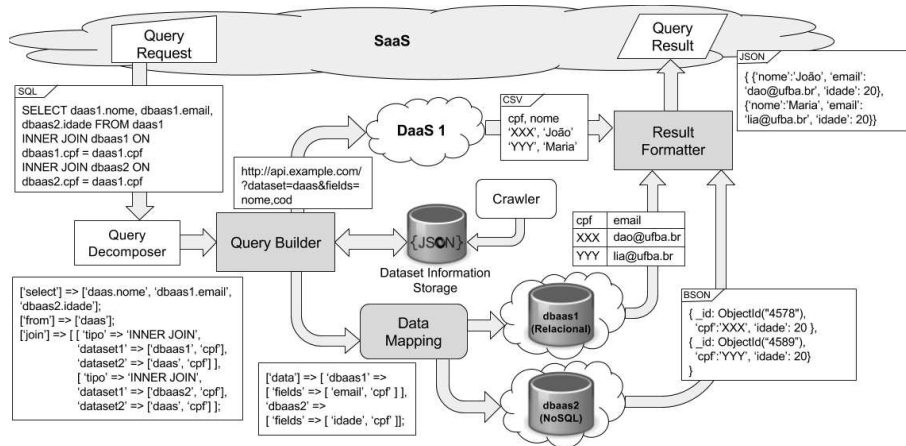 Query
Request
SaaS
Query
Result
SQL
SELECT daas1.nome, dbaas1.email,
dbaas2.idade FROM daas1
INNER JOIN dbaas1 ON
dbaas1.cpf = daas1.cpf
INNER JOIN dbaas2 ON
dbaas2.cpf = daas1.cpf
DaaS 1
CSV
cpf, nome
'XXX', 'João'
'YYY', 'Maria'
JSON
{ {'nome':'João', 'email':
'dao@ufba.br', 'idade': 20},
{'nome':'Maria', 'email':
'lia@ufba.br', 'idade': 20}}
Result
Formatter
http://api.example.com/
?dataset=daas&fields=
nome,cod
Query
Decomposer
Query Builder
{JSON}
Dataset Information
Storage
Crawler
cpf email
XXX dao@ufba.br
YYY lia@ufba.br
['select'] => ['daas.nome', 'dbaas1.email',
'dbaas2.idade'];
['from'] => ['daas'];
['join'] => [ [ 'tipo' => 'INNER JOIN',
'dataset1' => ['dbaas1', 'cpf'],
'dataset2' => ['daas', 'cpf'] ],
[ 'tipo' => 'INNER JOIN',
'dataset1' => ['dbaas2', 'cpf'],
'dataset2' => ['daas', 'cpf'] ];
Data
Mapping
['data'] => [ 'dbaas1' =>
[ 'fields' => [ 'email', 'cpf' ] ],
'dbaas2' =>
[ 'fields' => [ 'idade', 'cpf' ]];
dbaas1
(Relacional)
dbaas2
(NoSQL)
BSON
{ _id: ObjectId("4578"),
'cpf':'XXX', 'idade': 20 },
{ _id: ObjectId("4589"),
'cpf':'YYY', 'idade': 20}
}